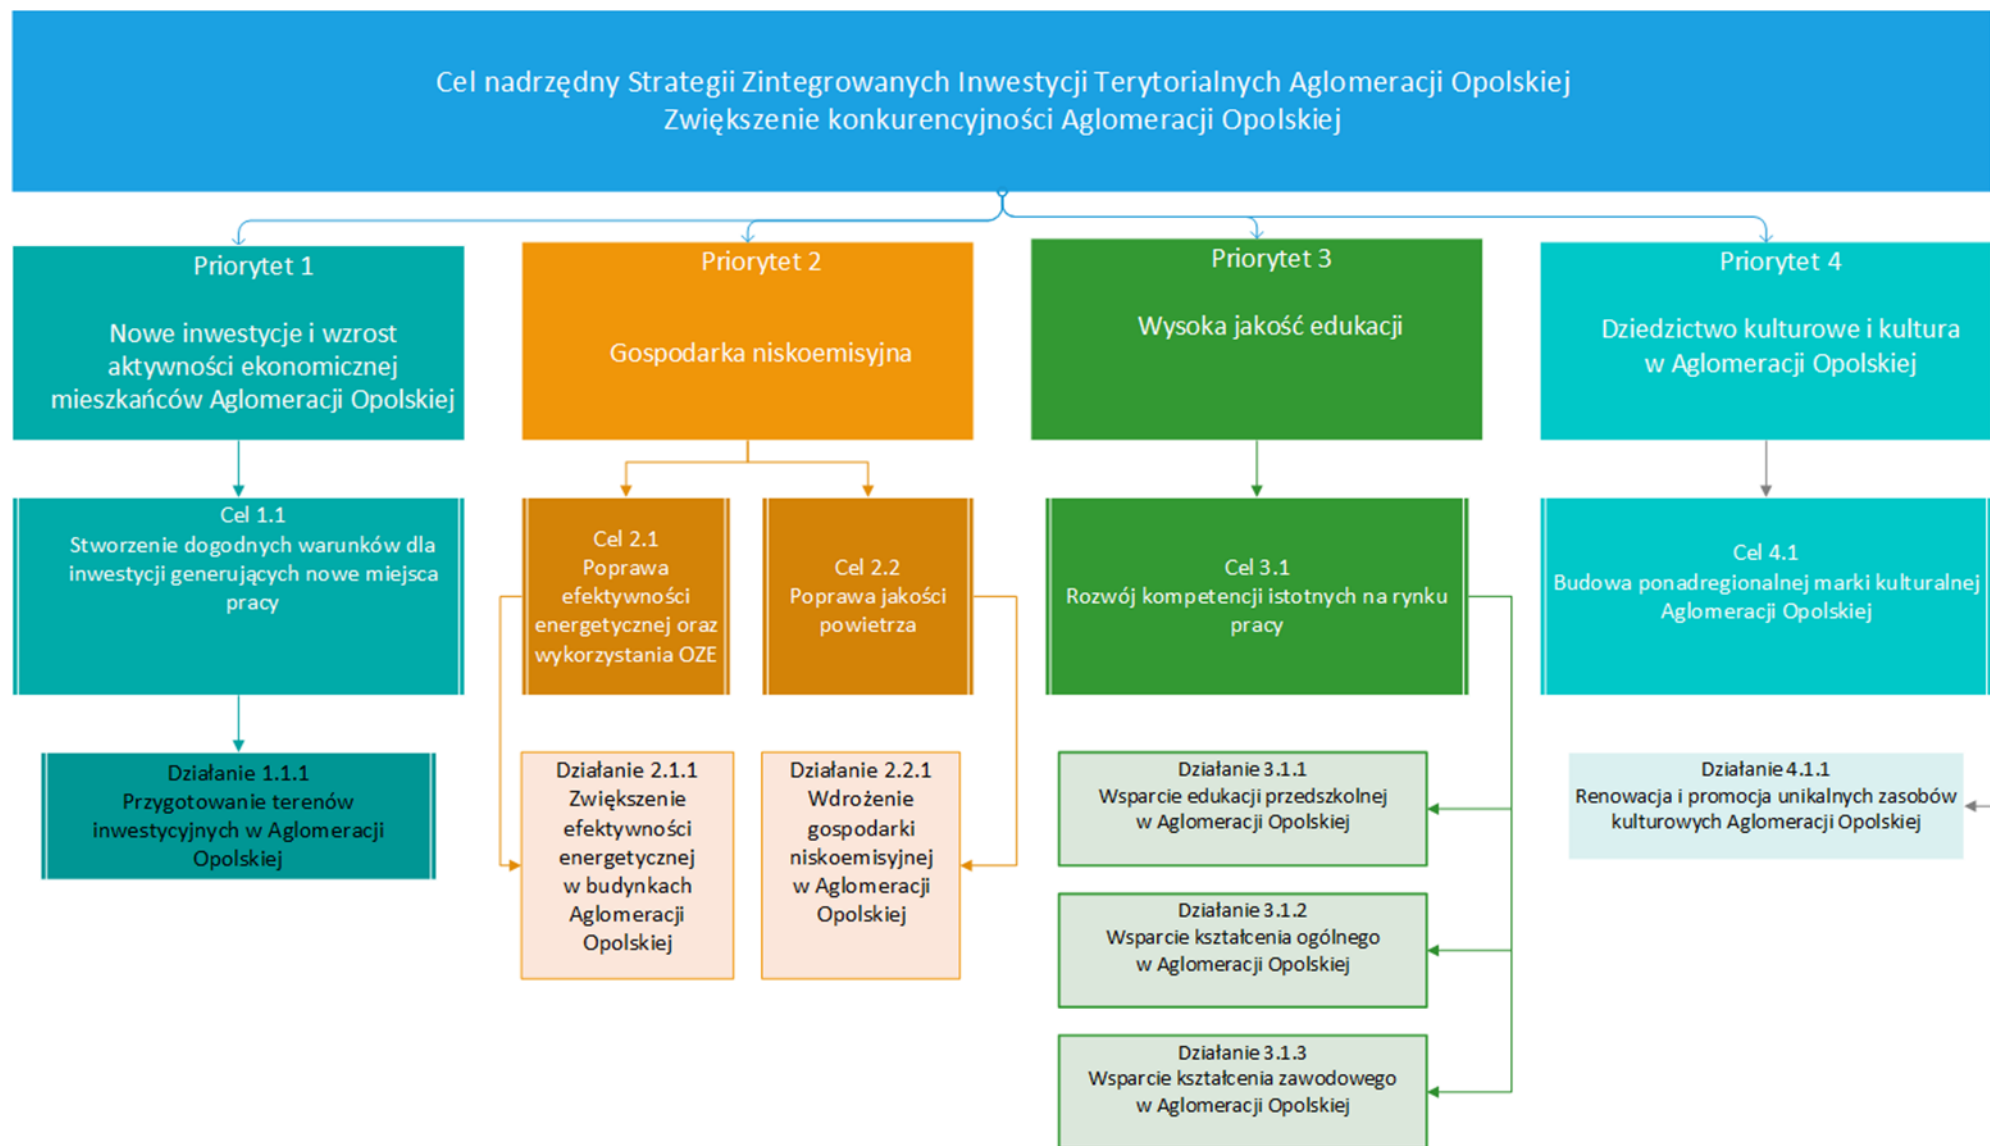 Cel nadrzędny Strategii Zintegrowanych Inwestycji Terytorialnych Aglomeracji Opolskiej
Zwiększenie konkurencyjności Aglomeracji Opolskiej
Priorytet 1
Nowe inwestycje i wzrost
aktywności ekonomicznej
mieszkańców Aglomeracji Opolskiej
Priorytet 2
Gospodarka niskoemisyjna
Priorytet 3
Wysoka jakość edukacji
Priorytet 4
Dziedzictwo kulturowe i kultura
w Aglomeracji Opolskiej
Cel 1.1
Stworzenie dogodnych warunków dla
inwestycji generujących nowe miejsca
pracy
Cel 2.1
Poprawa
efektywności
energetycznej oraz
wykorzystania OZE
Cel 2.2
Poprawa jakości
powietrza
Cel 3.1
Rozwój kompetencji istotnych na rynku
pracy
Cel 4.1
Budowa ponadregionalnej marki kulturalnej
Aglomeracji Opolskiej
Działanie 1.1.1
Przygotowanie terenów
inwestycyjnych w Aglomeracji
Opolskiej
Działanie 2.1.1
Zwiększenie
efektywności
energetycznej
w budynkach
Aglomeracji
Opolskiej
Działanie 2.2.1
Wdrożenie
gospodarki
niskoemisyjnej
w Aglomeracji
Opolskiej
Działanie 3.1.1
Wsparcie edukacji przedszkolnej
w Aglomeracji Opolskiej
Działanie 3.1.2
Wsparcie kształcenia ogólnego
w Aglomeracji Opolskiej
Działanie 3.1.3
Wsparcie kształcenia zawodowego
w Aglomeracji Opolskiej
Działanie 4.1.1
Renowacja i promocja unikalnych zasobów
kulturowych Aglomeracji Opolskiej